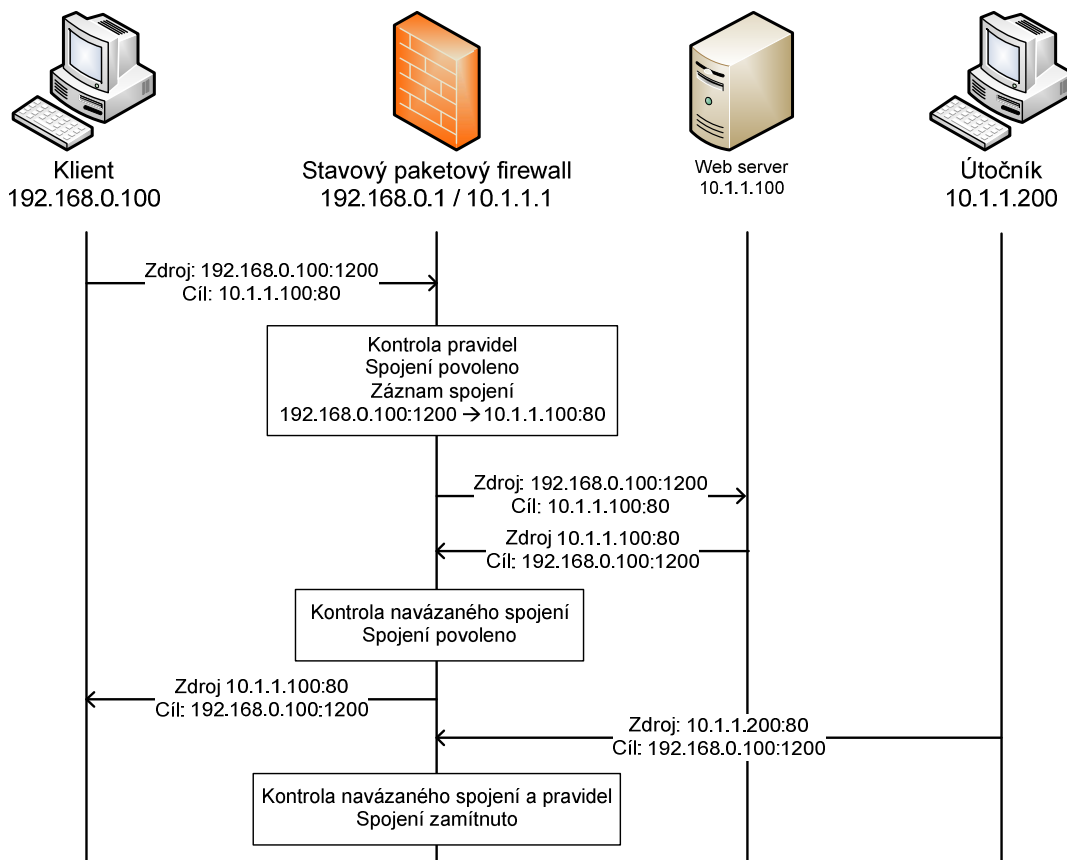 Klient
192.168.0.100
Stavový paketový firewall
192.168.0.1 / 10.1.1.1
Web server
10.1.1.100
Útočník
10.1.1.200
Zdroj: 192.168.0.100:1200
Cíl: 10.1.1.100:80
Kontrola pravidel
Spojení povoleno
Záznam spojení
192.168.0.100:1200 → 10.1.1.100:80
Zdroj: 192.168.0.100:1200
Cíl: 10.1.1.100:80
Zdroj 10.1.1.100:80
Cíl: 192.168.0.100:1200
Kontrola navázaného spojení
Spojení povoleno
Zdroj 10.1.1.100:80
Cíl: 192.168.0.100:1200
Zdroj: 10.1.1.200:80
Cíl: 192.168.0.100:1200
Kontrola navázaného spojení a pravidel
Spojení zamítnuto